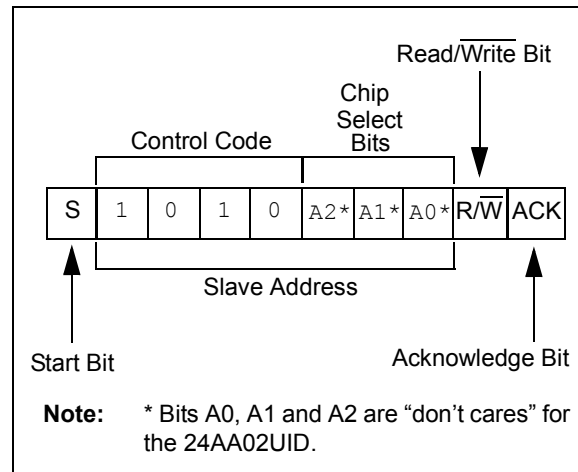 Read/Write Bit
Chip
Select
Bits
Control Code
S 1 0 1 0 A2* A1* A0* R/W ACK
Slave Address
Start Bit
Acknowledge Bit
Note: * Bits A0, A1 and A2 are “don’t cares” for
the 24AA02UID.